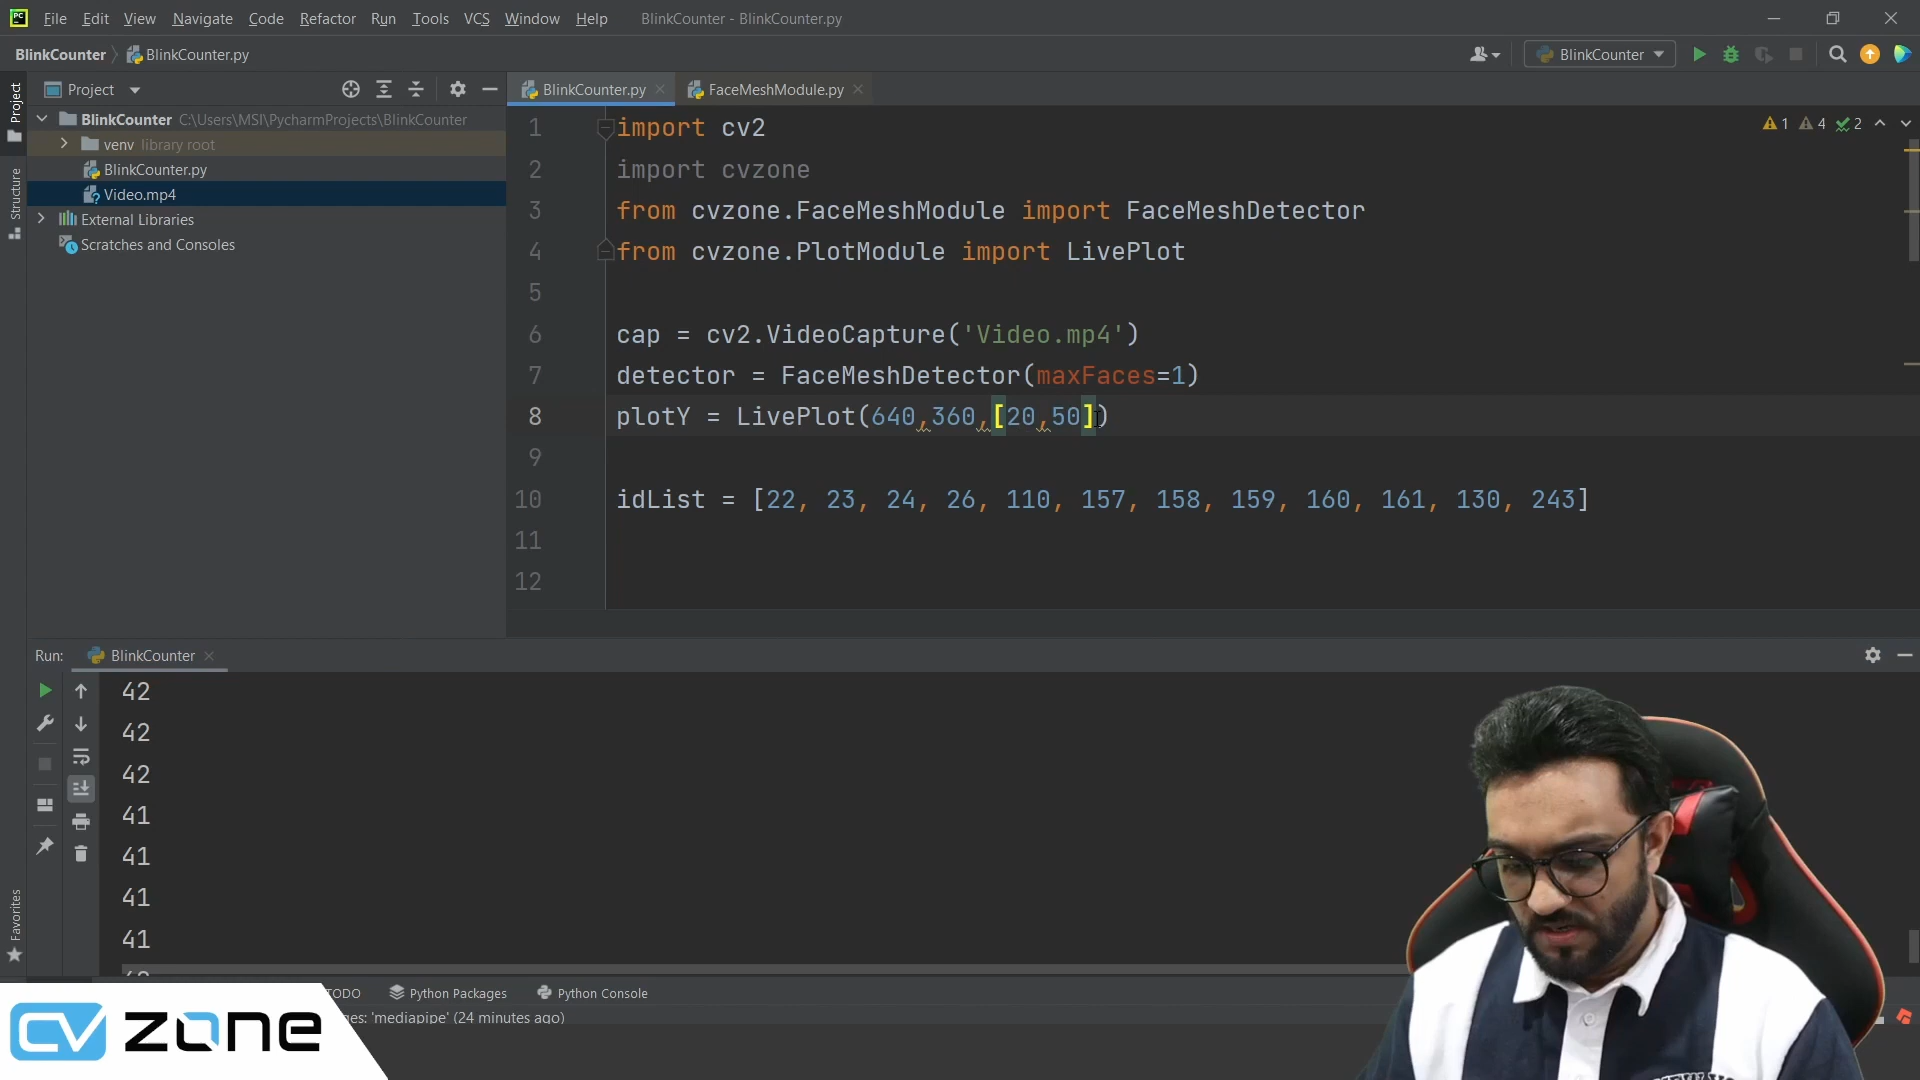 File Edit View Navigate Code Refactor Run Tools VCS Window Help BlinkCounter - BlinkCounter.py
BlinkCounter BlinkCounter.py BlinkCounter
Project BlinkCounter.py FaceMeshModule.py
Project
Structure
Favorites
BlinkCounter C:\Users\MSI\PycharmProjects\BlinkCounter
venv library root
BlinkCounter.py
Video.mp4
External Libraries
Scratches and Consoles
1 4 2
1 import cv2
2 import cvzone
3 from cvzone.FaceMeshModule import FaceMeshDetector
4 from cvzone.PlotModule import LivePlot
5
6 cap = cv2.VideoCapture('Video.mp4')
7 detector = FaceMeshDetector(maxFaces=1)
8 plotY = LivePlot(640,360,[20,50])
9
10 idList = [22, 23, 24, 26, 110, 157, 158, 159, 160, 161, 130, 243]
11
12
Run: BlinkCounter
42
42
42
41
41
41
41
TODO Python Packages Python Console
'mediapipe' (24 minutes ago)
CV zone